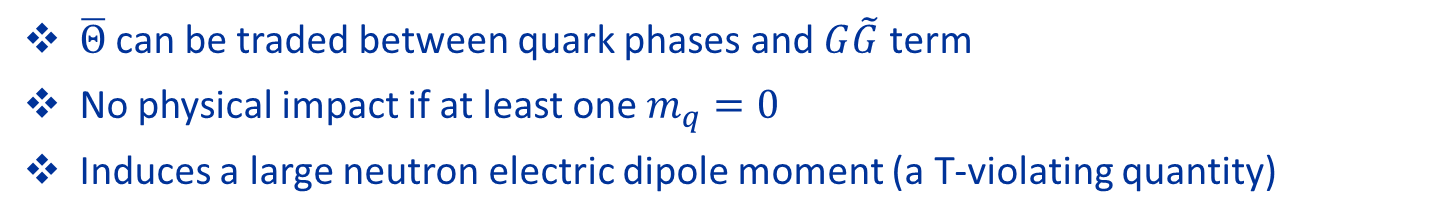 ❖ Θ̅ can be traded between quark phases and GG̃ term
❖ No physical impact if at least one m_q = 0
❖ Induces a large neutron electric dipole moment (a T-violating quantity)